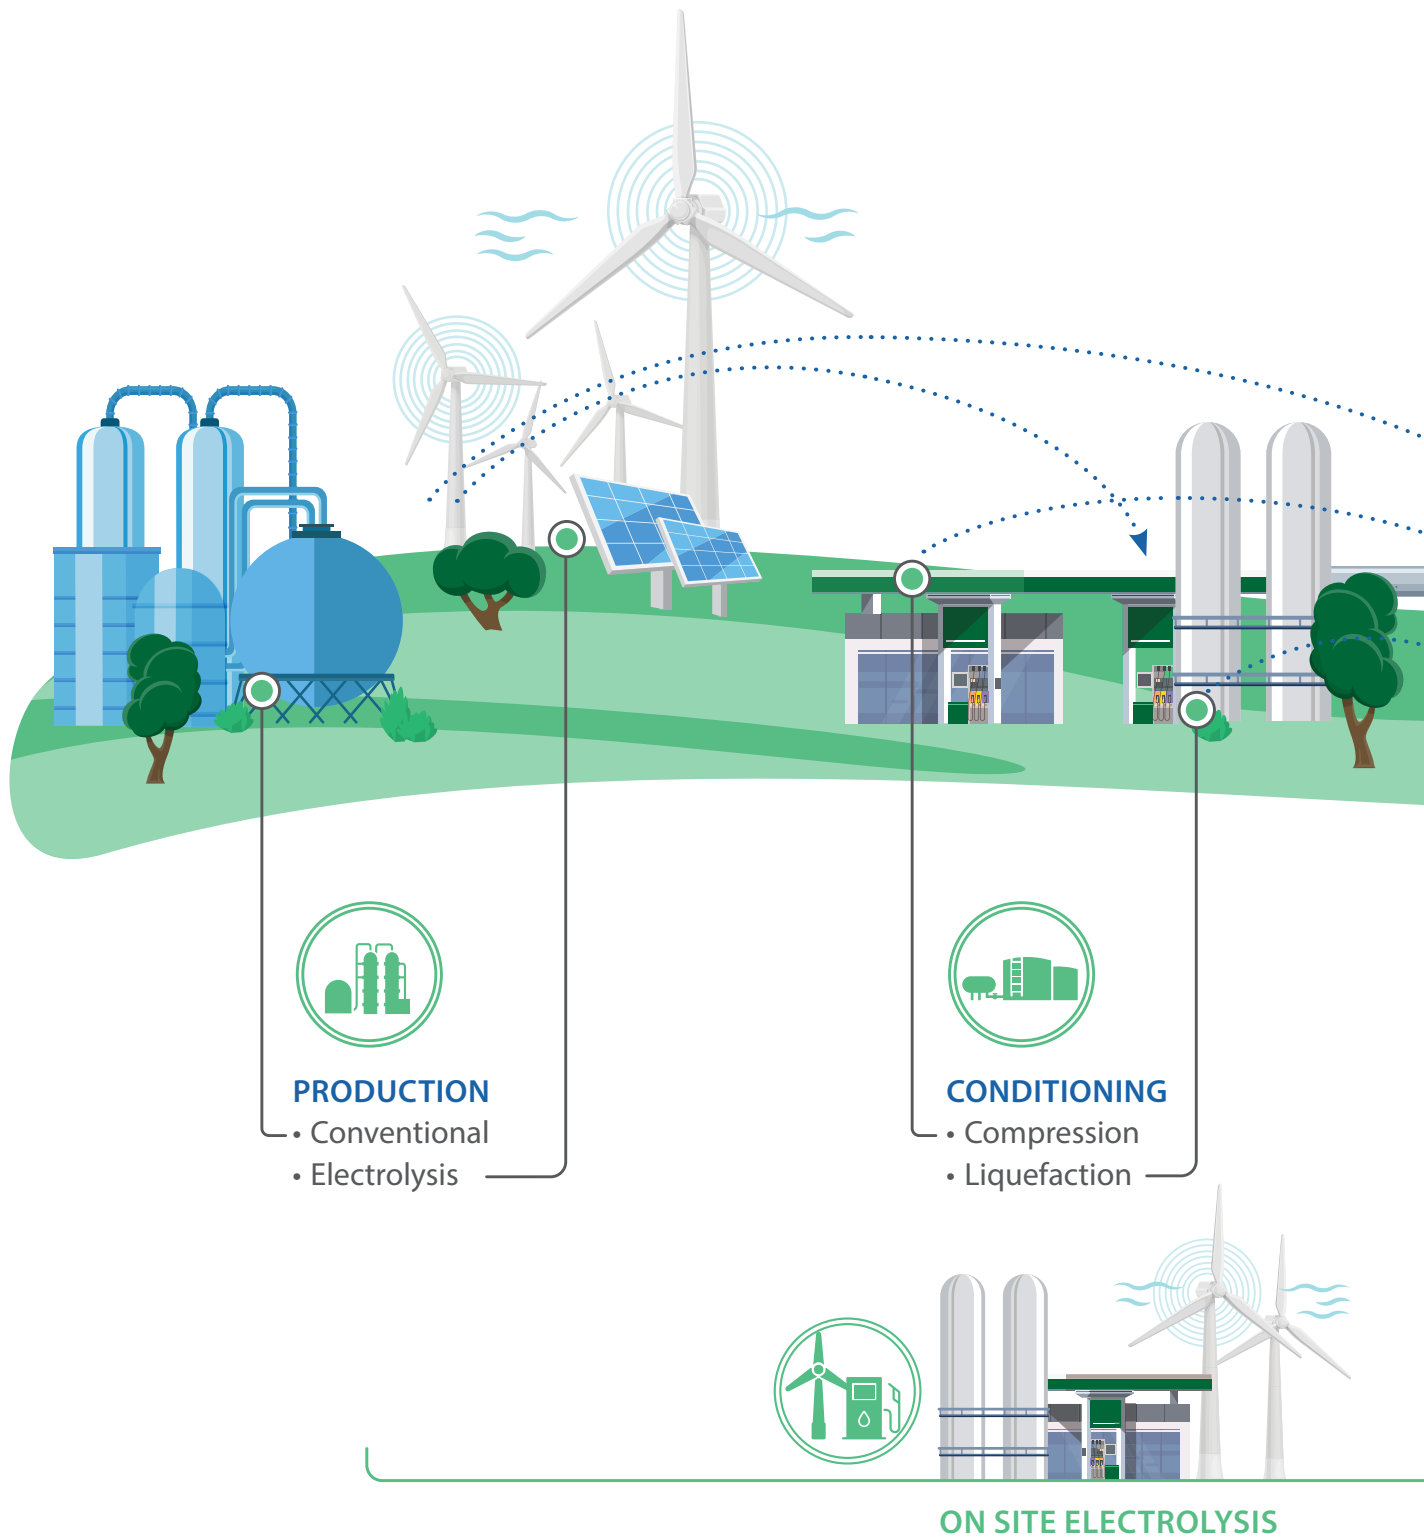 PRODUCTION
• Conventional
• Electrolysis
CONDITIONING
• Compression
• Liquefaction
ON SITE ELECTROLYSIS